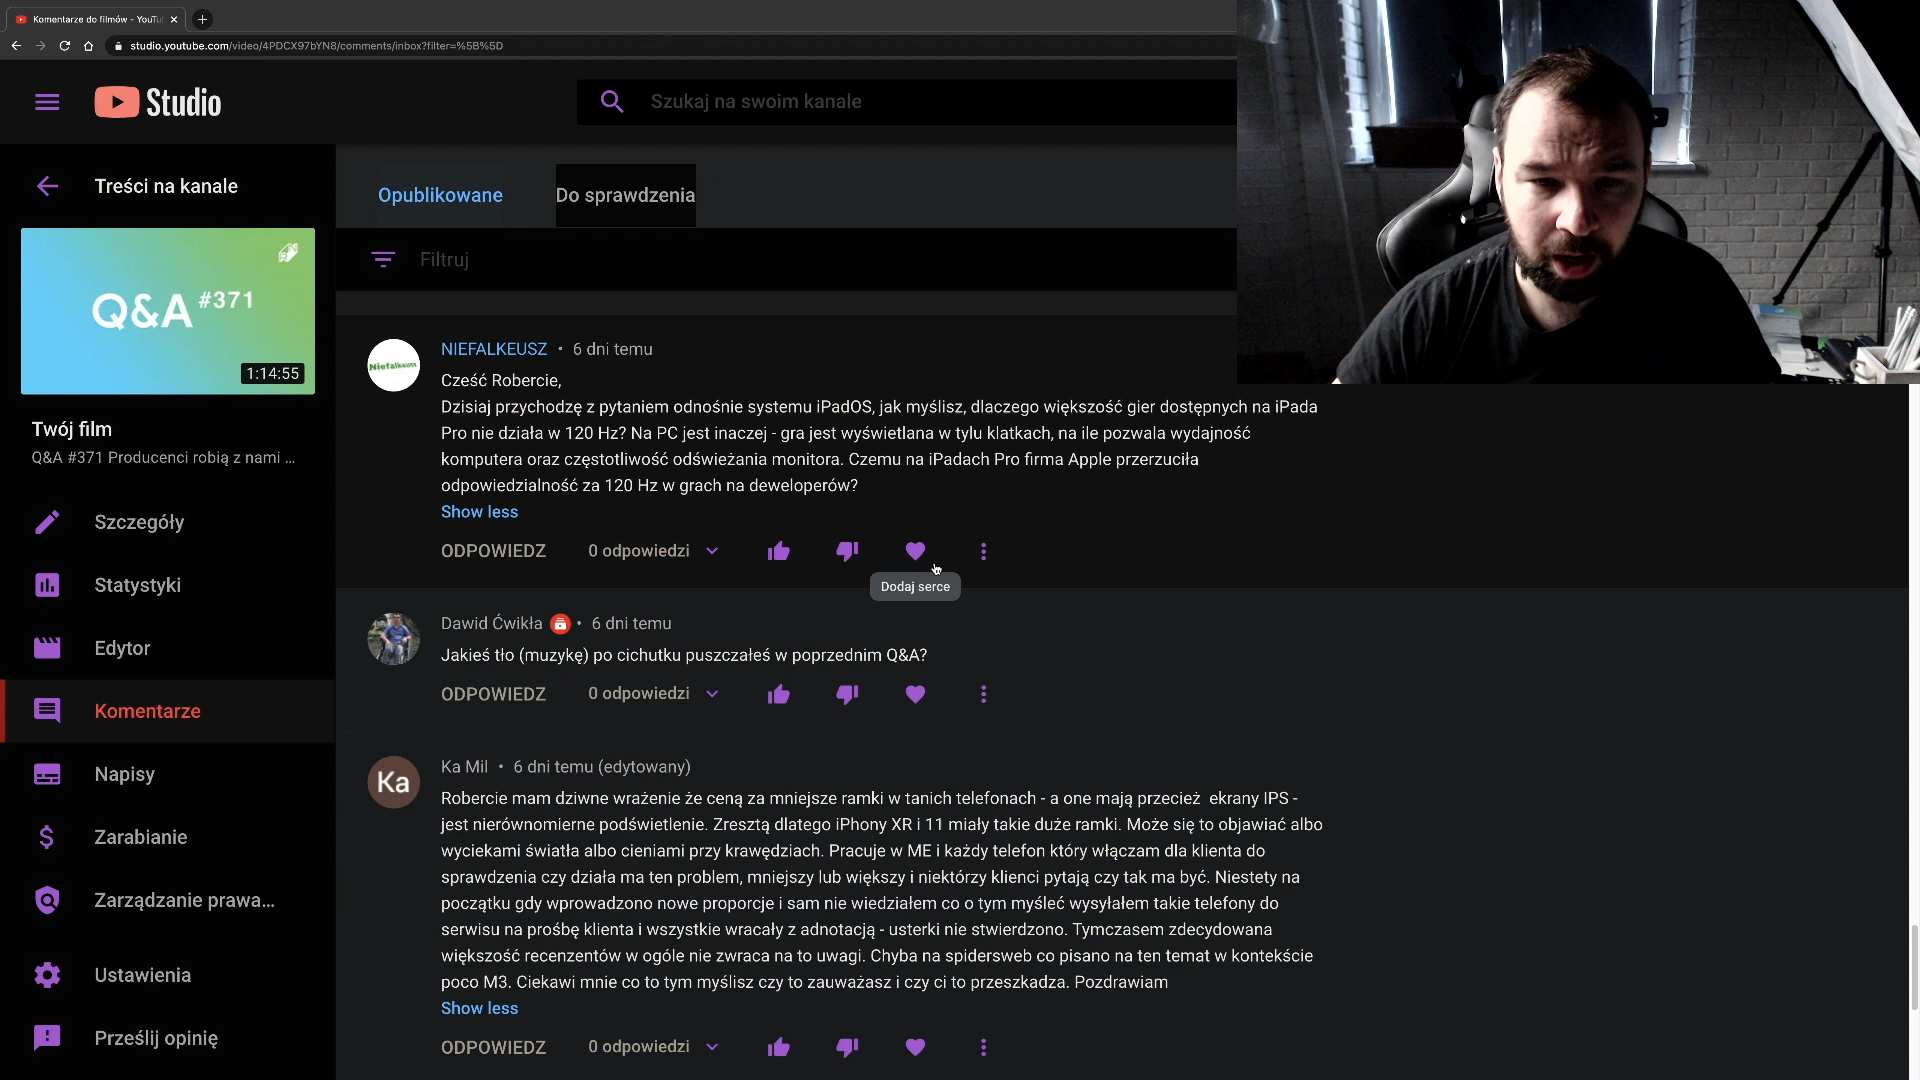 Komentarze do filmów - YouTu
studio.youtube.com/video/4PDCX97bYN8/comments/inbox?filter=%5B%5D
Studio
Szukaj na swoim kanale
Treści na kanale
Opublikowane
Do sprawdzenia
Filtruj
Q&A #371
1:14:55
Twój film
Q&A #371 Producenci robią z nami ...
Szczegóły
Statystyki
Edytor
Komentarze
Napisy
Zarabianie
Zarządzanie prawa...
Ustawienia
Prześlij opinię
Niefalkeusz
NIEFALKEUSZ • 6 dni temu
Cześć Robercie,
Dzisiaj przychodzę z pytaniem odnośnie systemu iPadOS, jak myślisz, dlaczego większość gier dostępnych na iPada
Pro nie działa w 120 Hz? Na PC jest inaczej - gra jest wyświetlana w tylu klatkach, na ile pozwala wydajność
komputera oraz częstotliwość odświeżania monitora. Czemu na iPadach Pro firma Apple przerzuciła
odpowiedzialność za 120 Hz w grach na deweloperów?
Show less
ODPOWIEDZ 0 odpowiedzi
Dodaj serce
Dawid Ćwikła • 6 dni temu
Jakieś tło (muzykę) po cichutku puszczałeś w poprzednim Q&A?
ODPOWIEDZ 0 odpowiedzi
Ka
Ka Mil • 6 dni temu (edytowany)
Robercie mam dziwne wrażenie że ceną za mniejsze ramki w tanich telefonach - a one mają przecież ekrany IPS -
jest nierównomierne podświetlenie. Zresztą dlatego iPhony XR i 11 miały takie duże ramki. Może się to objawiać albo
wyciekami światła albo cieniami przy krawędziach. Pracuje w ME i każdy telefon który włączam dla klienta do
sprawdzenia czy działa ma ten problem, mniejszy lub większy i niektórzy klienci pytają czy tak ma być. Niestety na
początku gdy wprowadzono nowe proporcje i sam nie wiedziałem co o tym myśleć wysyłałem takie telefony do
serwisu na prośbę klienta i wszystkie wracały z adnotacją - usterki nie stwierdzono. Tymczasem zdecydowana
większość recenzentów w ogóle nie zwraca na to uwagi. Chyba na spidersweb co pisano na ten temat w kontekście
poco M3. Ciekawi mnie co to tym myślisz czy to zauważasz i czy ci to przeszkadza. Pozdrawiam
Show less
ODPOWIEDZ 0 odpowiedzi